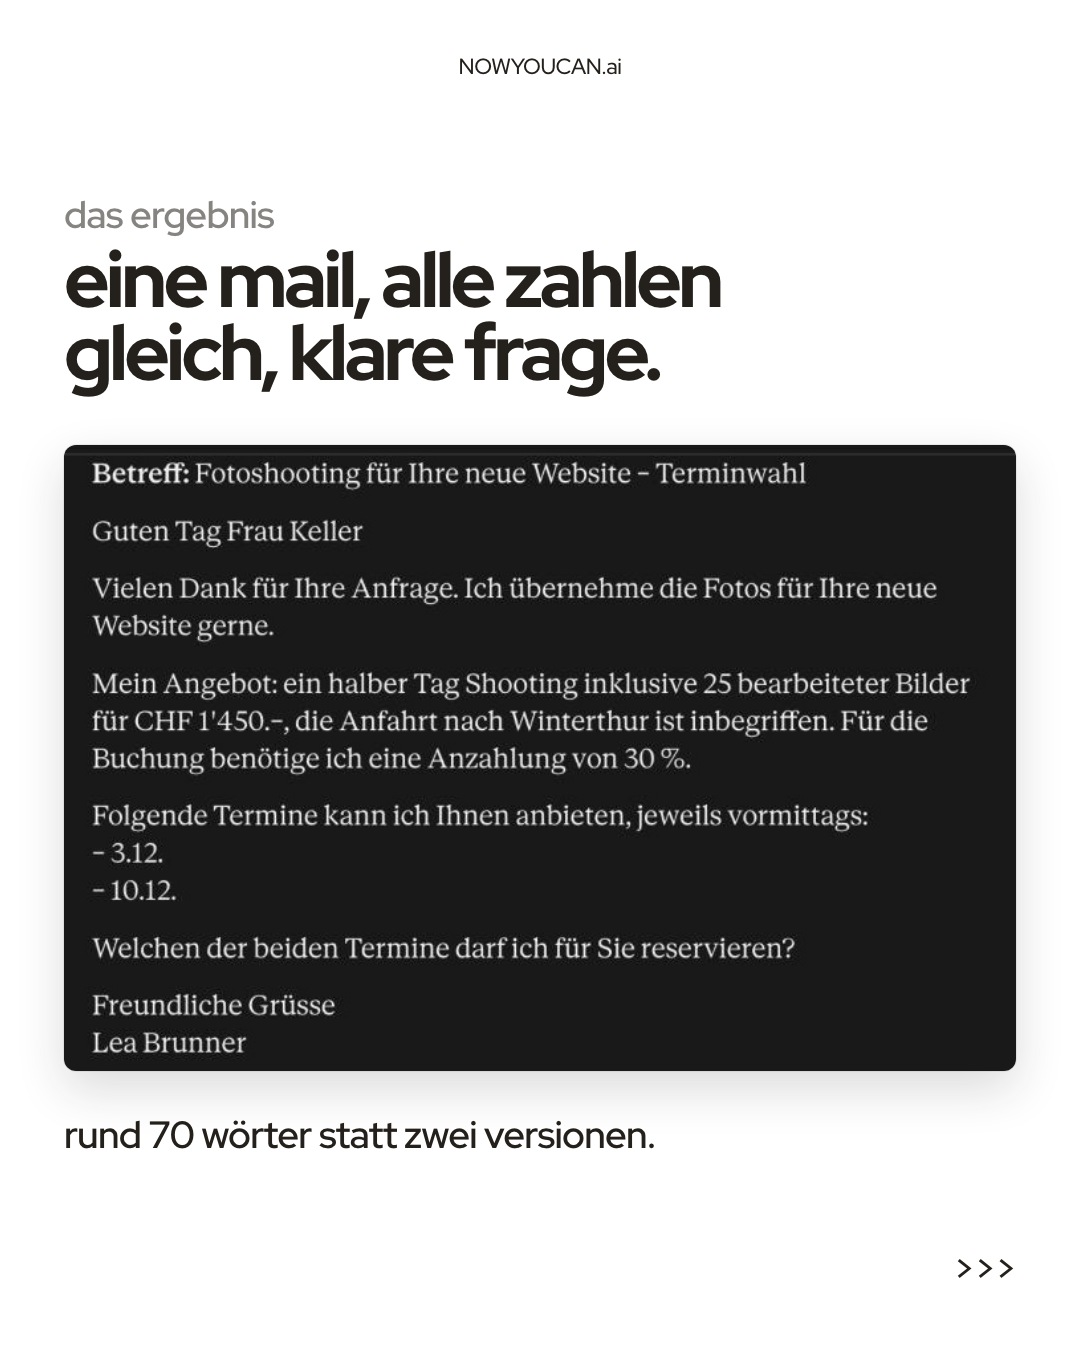 NOWYOUCAN.ai
das ergebnis
eine mail, alle zahlen
gleich, klare frage.
Betreff: Fotoshooting für Ihre neue Website – Terminwahl
Guten Tag Frau Keller
Vielen Dank für Ihre Anfrage. Ich übernehme die Fotos für Ihre neue
Website gerne.
Mein Angebot: ein halber Tag Shooting inklusive 25 bearbeiteter Bilder
für CHF 1'450.–, die Anfahrt nach Winterthur ist inbegriffen. Für die
Buchung benötige ich eine Anzahlung von 30 %.
Folgende Termine kann ich Ihnen anbieten, jeweils vormittags:
– 3.12.
– 10.12.
Welchen der beiden Termine darf ich für Sie reservieren?
Freundliche Grüsse
Lea Brunner
rund 70 wörter statt zwei versionen.
>>>